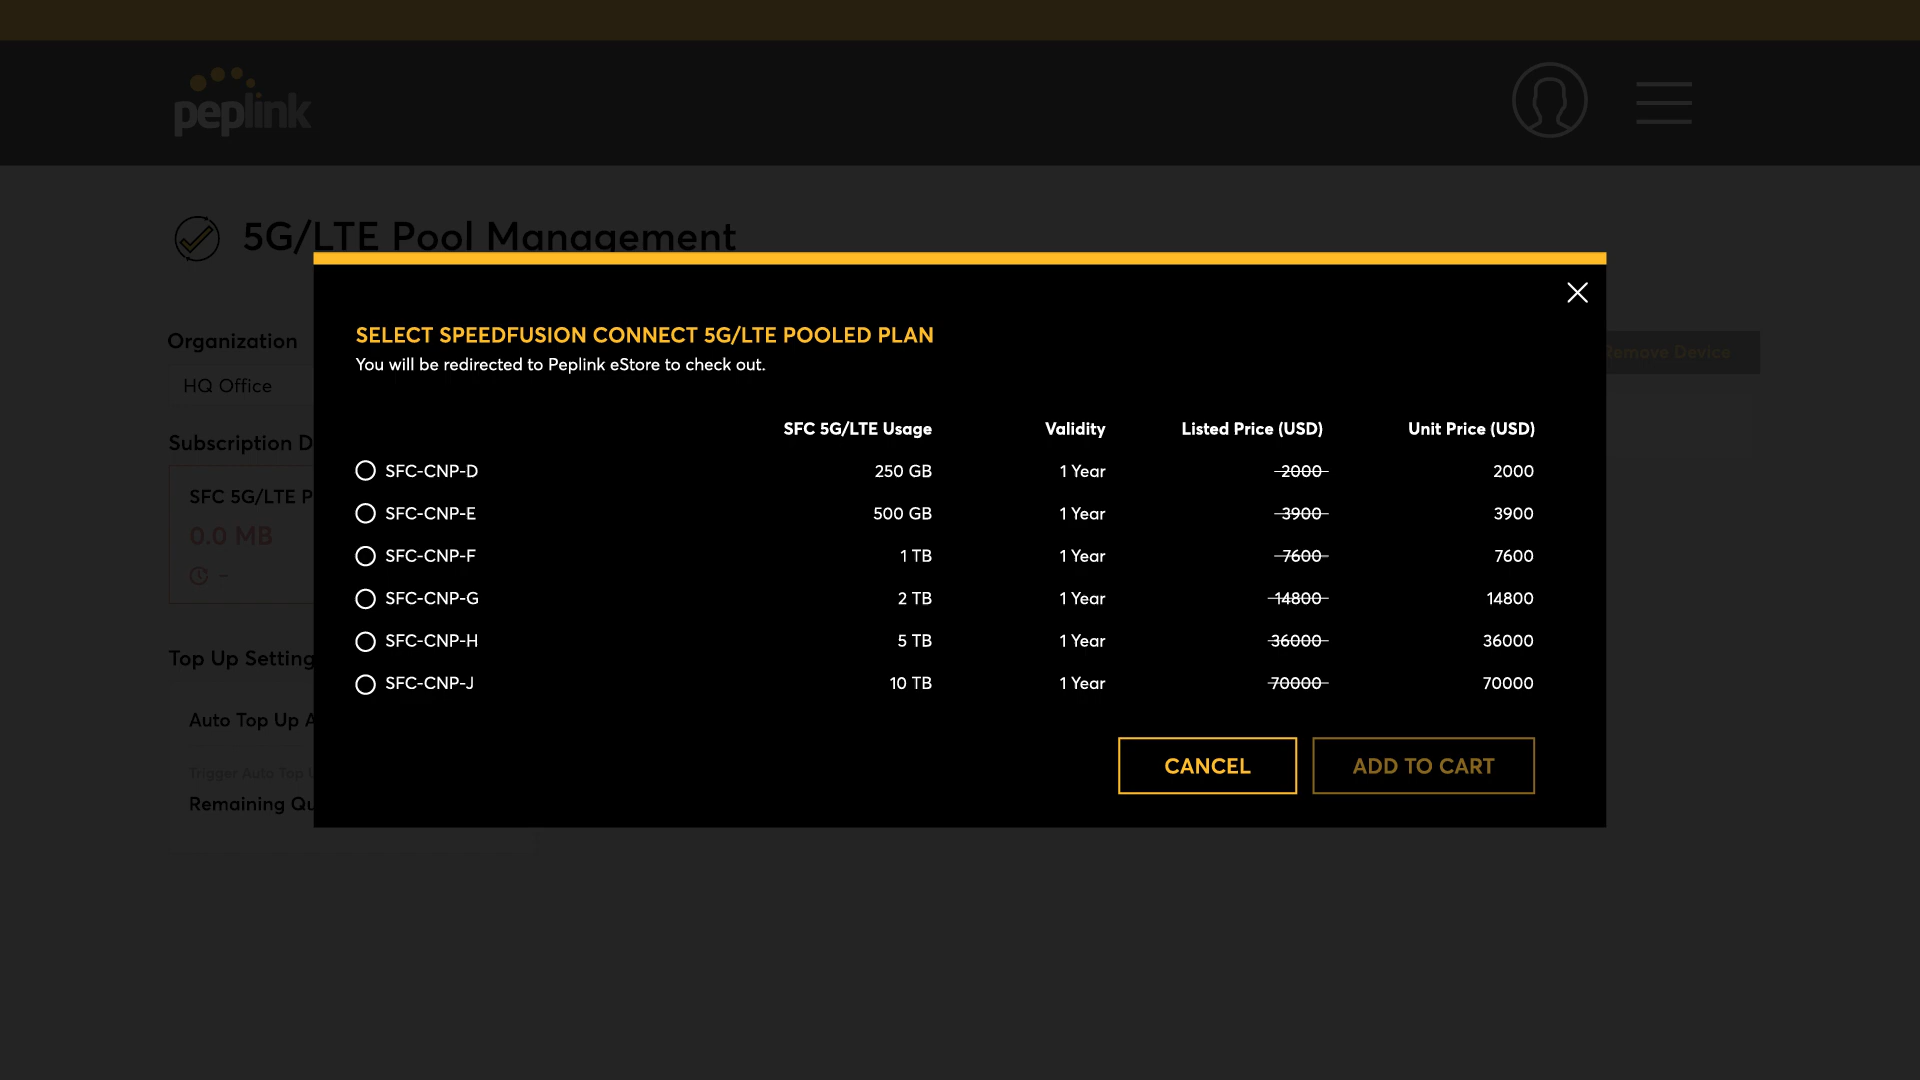 peplink
5G/LTE Pool Management
SELECT SPEEDFUSION CONNECT 5G/LTE POOLED PLAN
You will be redirected to Peplink eStore to check out.
Organization
Remove Device
HQ Office
SFC 5G/LTE Usage Validity Listed Price (USD) Unit Price (USD)
Subscription D
SFC-CNP-D 250 GB 1 Year 2000 2000
SFC 5G/LTE P
SFC-CNP-E 500 GB 1 Year 3900 3900
0.0 MB
SFC-CNP-F 1 TB 1 Year 7600 7600
–
SFC-CNP-G 2 TB 1 Year 14800 14800
SFC-CNP-H 5 TB 1 Year 36000 36000
Top Up Setting
SFC-CNP-J 10 TB 1 Year 70000 70000
Auto Top Up A
CANCEL ADD TO CART
Trigger Auto Top U
Remaining Qu